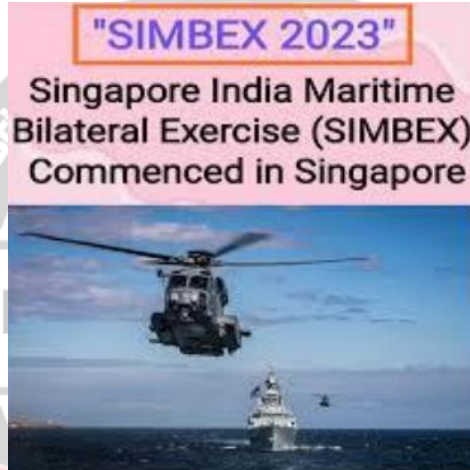 "SIMBEX 2023"
Singapore India Maritime
Bilateral Exercise (SIMBEX)
Commenced in Singapore